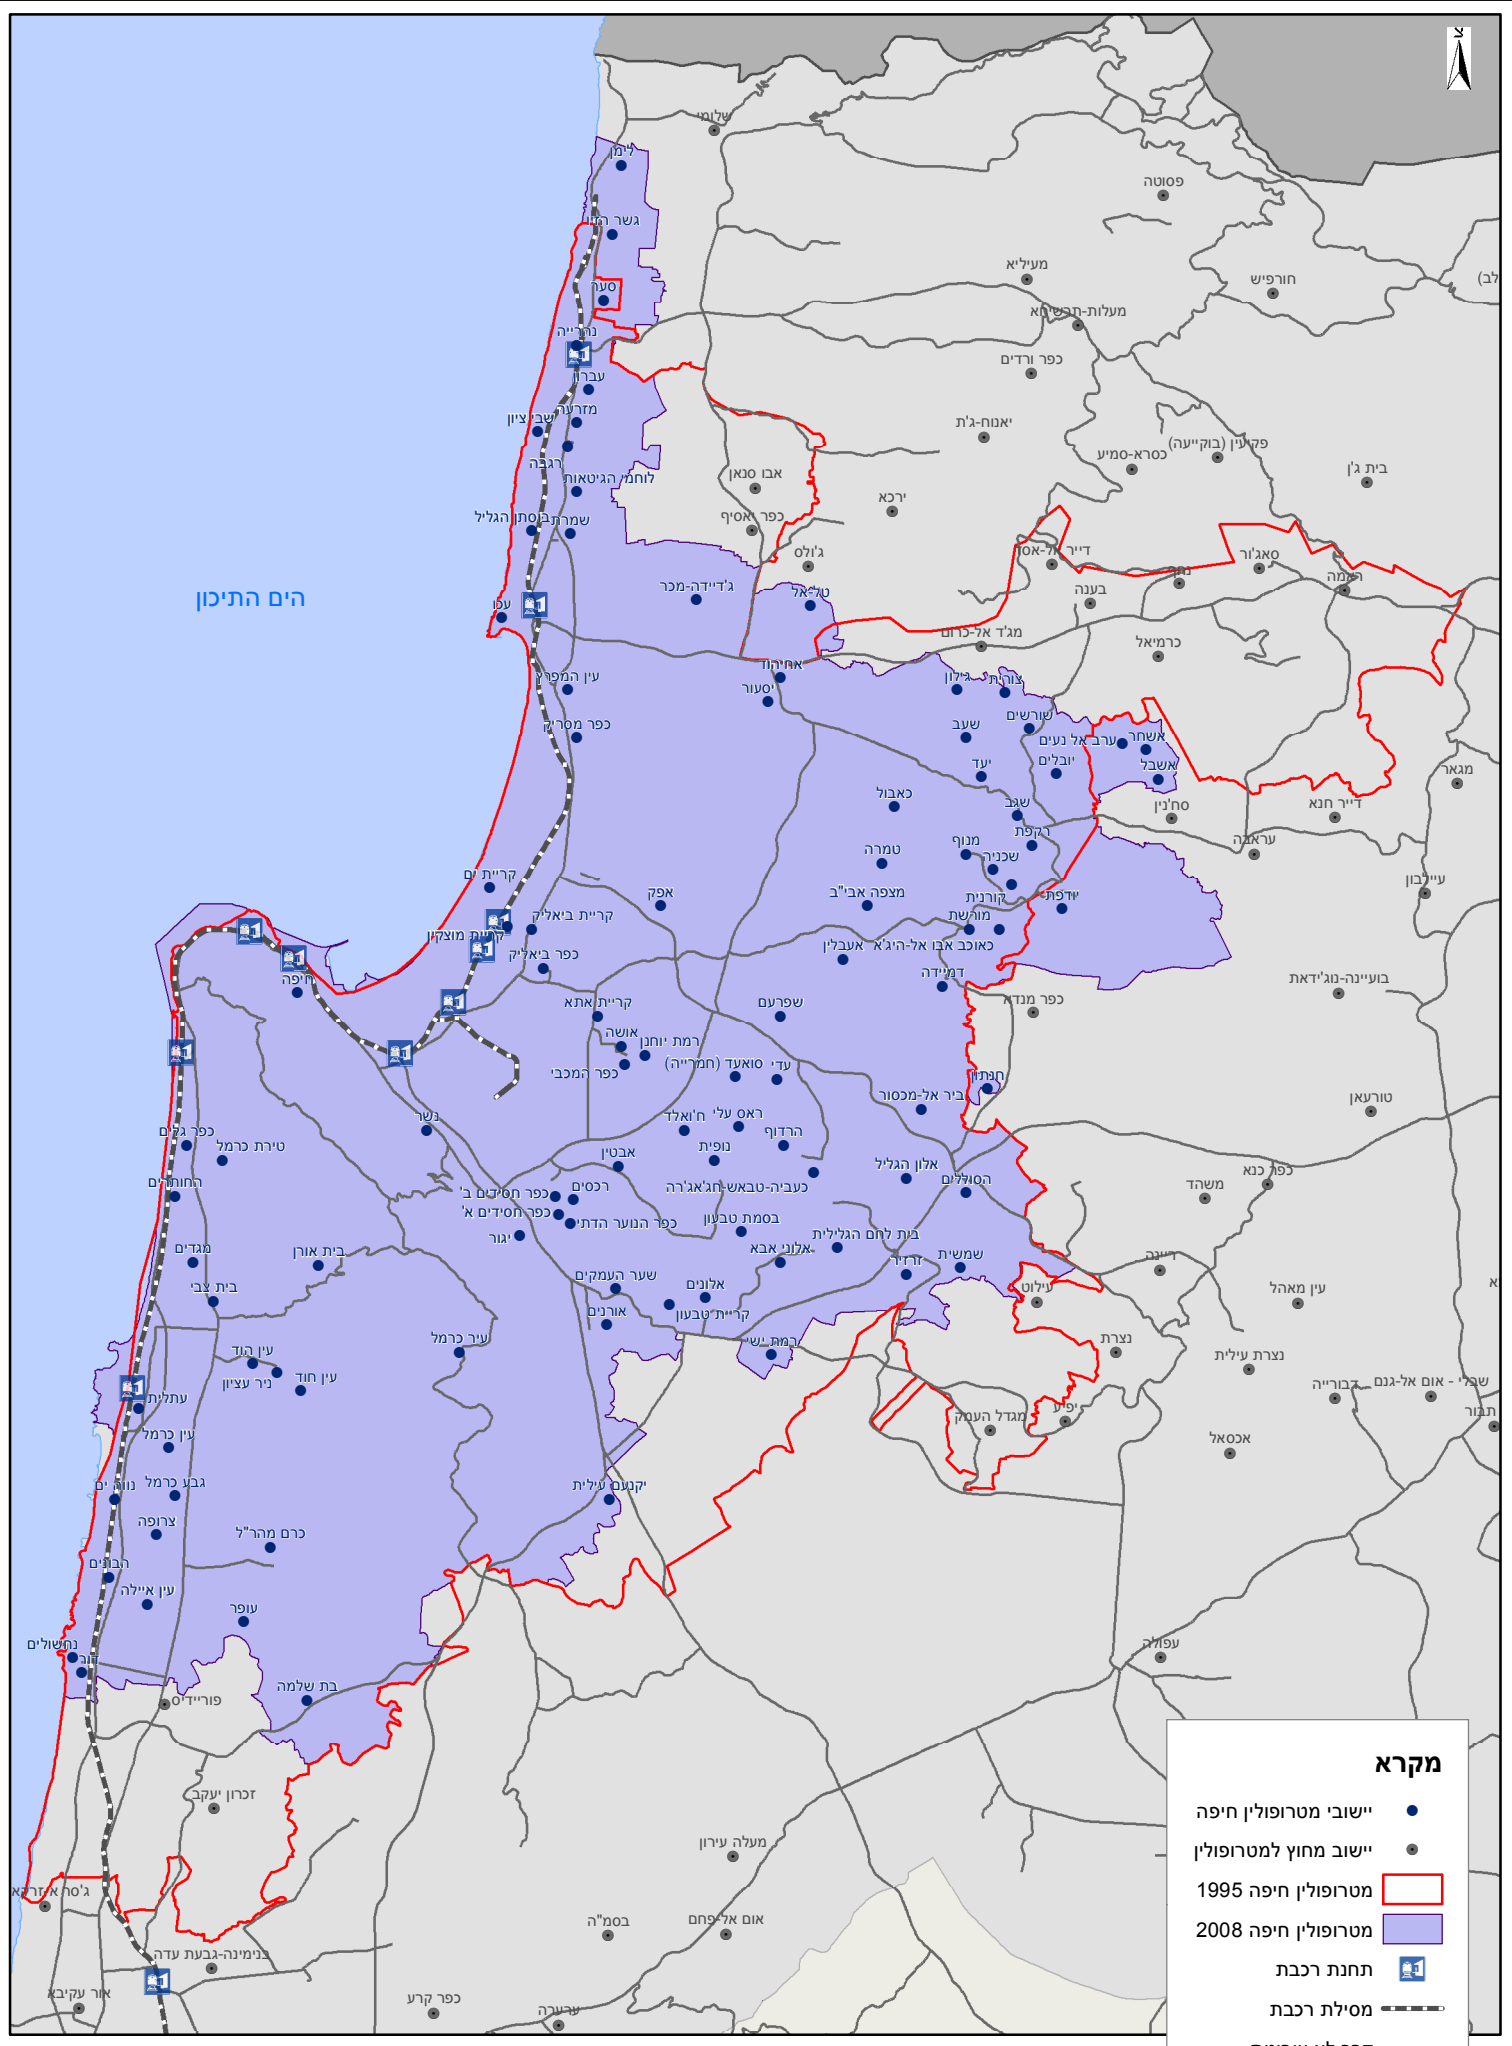 צ
שלומי
לימן
פסוטה
גשר הזיו
מעיליא
חורפיש
לב)
סער
מעלות-תרשיחא
נהרייה
כפר ורדים
עברון
מזרעה
שבי ציון
יאנוח-ג'ת
פקיעין (בוקייעה)
כסרא-סמיע
רגבה
אבו סנאן
בית ג'ן
לוחמי הגיטאות
ירכא
בוסתן הגליל
שמרת
כפר יאסיף
ג'ולס
דייר אל-אסד
סאג'ור
נחף
ראמה
ג'דיידה-מכר
טל-אל
בענה
הים התיכון
עכו
מג'ד אל-כרום
כרמיאל
אחיהוד
עין המפרץ
יסעור
גילון
צורית
כפר מסריק
שעב
שורשים
ערב אל נעים
אשחר
יעד
יובלים
אשבל
מגאר
כאבול
שגב
סח'נין
דייר חנא
רקפת
עראבה
טמרה
מנוף
שכניה
קריית ים
עיילבון
אפק
מצפה אבי"ב
קורנית
יודפת
קריית ביאליק
מורשת
קריית מוצקין
כאוכב אבו אל-היג'א
אעבלין
כפר ביאליק
חיפה
דמיידה
בועיינה-נוג'ידאת
קריית אתא
שפרעם
כפר מנדא
אושה
רמת יוחנן
כפר המכבי
סואעד (חמרייה)
עדי
חנתון
ביר אל-מכסור
טורעאן
נשר
ח'ואלד
ראס עלי
כפר גלים
טירת כרמל
הרדוף
אבטין
נופית
אלון הגליל
כפר כנא
החותרים
כפר חסידים ב'
רכסים
כעביה-טבאש-חג'אג'רה
הסוללים
משהד
כפר חסידים א'
כפר הנוער הדתי
בסמת טבעון
יגור
בית לחם הגלילית
מגדים
בית אורן
אלוני אבא
זרזיר
שמשית
ריינה
שער העמקים
אלונים
עילוט
עין מאהל
בית צבי
אורנים
קריית טבעון
רמת ישי
עיר כרמל
נצרת
עין הוד
נצרת עילית
ניר עציון
עין חוד
עתלית
דבורייה
שבלי - אום אל-גנם
תבור
מגדל העמק
יפיע
עין כרמל
אכסאל
נווה ים
גבע כרמל
יקנעם עילית
צרופה
כרם מהר"ל
הבונים
עין איילה
עופר
נחשולים
דור
עפולה
בת שלמה
פוריידיס
זכרון יעקב
מעלה עירון
ג'סר א-זרקא
בסמ"ה
אום אל-פחם
בנימינה-גבעת עדה
אור עקיבא
כפר קרע
ערערה
מקרא
יישובי מטרופולין חיפה
יישוב מחוץ למטרופולין
מטרופולין חיפה 1995
מטרופולין חיפה 2008
תחנת רכבת
מסילת רכבת